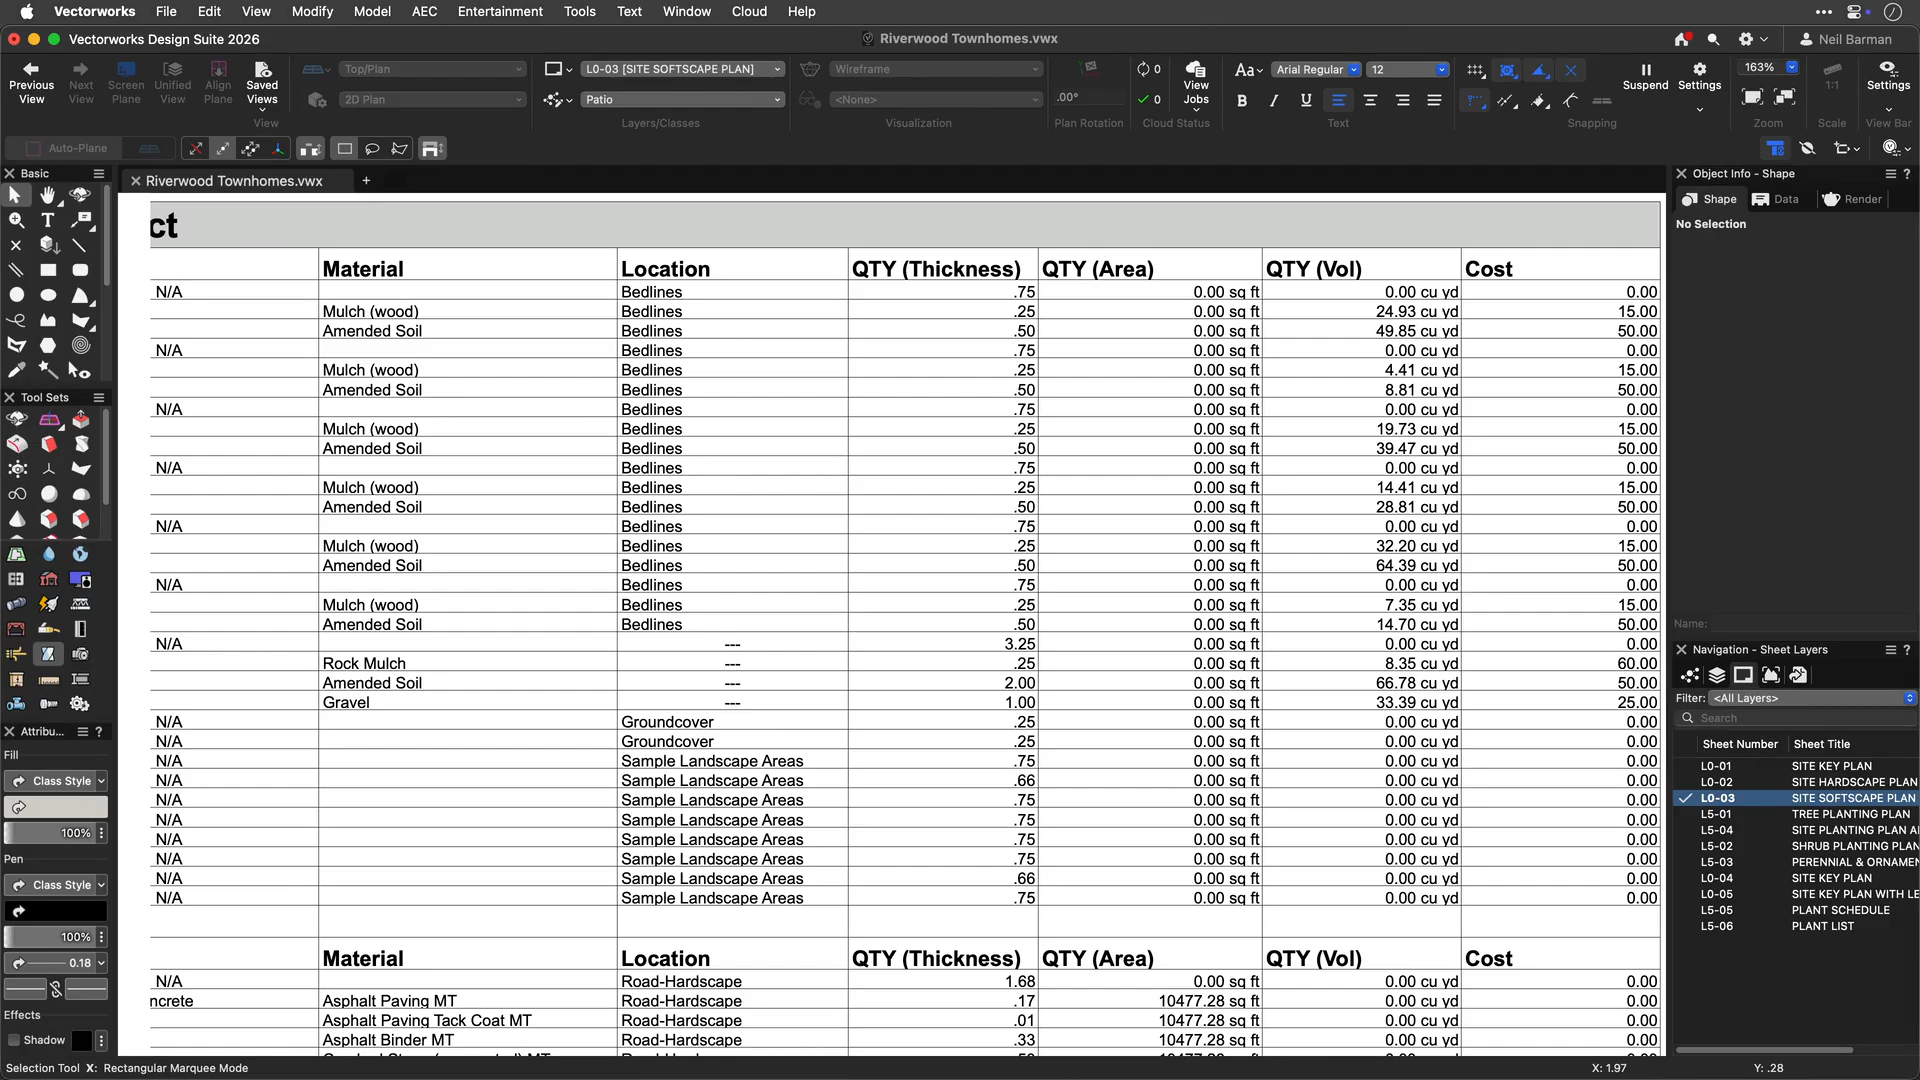 Vectorworks File Edit View Modify Model AEC Entertainment Tools Text Window Cloud Help
Vectorworks Design Suite 2026
Riverwood Townhomes.vwx
Neil Barman
Previous View
Next View
Screen Plane
Unified View
Align Plane
Saved Views
View
Top/Plan
2D Plan
L0-03 [SITE SOFTSCAPE PLAN]
Patio
Layers/Classes
Wireframe
<None>
Visualization
.00°
Plan Rotation
0
0
View Jobs
Cloud Status
Aa
Arial Regular
12
B I U
Text
Snapping
Suspend
Settings
163%
Zoom
1:1
Scale
Settings
View Bar
Auto-Plane
Basic
Riverwood Townhomes.vwx
Tool Sets
Attribu...
Fill
Class Style
100%
Pen
Class Style
100%
0.18
Effects
Shadow
ct
Material Location QTY (Thickness) QTY (Area) QTY (Vol) Cost
N/A Bedlines .75 0.00 sq ft 0.00 cu yd 0.00
Mulch (wood) Bedlines .25 0.00 sq ft 24.93 cu yd 15.00
Amended Soil Bedlines .50 0.00 sq ft 49.85 cu yd 50.00
N/A Bedlines .75 0.00 sq ft 0.00 cu yd 0.00
Mulch (wood) Bedlines .25 0.00 sq ft 4.41 cu yd 15.00
Amended Soil Bedlines .50 0.00 sq ft 8.81 cu yd 50.00
N/A Bedlines .75 0.00 sq ft 0.00 cu yd 0.00
Mulch (wood) Bedlines .25 0.00 sq ft 19.73 cu yd 15.00
Amended Soil Bedlines .50 0.00 sq ft 39.47 cu yd 50.00
N/A Bedlines .75 0.00 sq ft 0.00 cu yd 0.00
Mulch (wood) Bedlines .25 0.00 sq ft 14.41 cu yd 15.00
Amended Soil Bedlines .50 0.00 sq ft 28.81 cu yd 50.00
N/A Bedlines .75 0.00 sq ft 0.00 cu yd 0.00
Mulch (wood) Bedlines .25 0.00 sq ft 32.20 cu yd 15.00
Amended Soil Bedlines .50 0.00 sq ft 64.39 cu yd 50.00
N/A Bedlines .75 0.00 sq ft 0.00 cu yd 0.00
Mulch (wood) Bedlines .25 0.00 sq ft 7.35 cu yd 15.00
Amended Soil Bedlines .50 0.00 sq ft 14.70 cu yd 50.00
N/A --- 3.25 0.00 sq ft 0.00 cu yd 0.00
Rock Mulch --- .25 0.00 sq ft 8.35 cu yd 60.00
Amended Soil --- 2.00 0.00 sq ft 66.78 cu yd 50.00
Gravel --- 1.00 0.00 sq ft 33.39 cu yd 25.00
N/A Groundcover .25 0.00 sq ft 0.00 cu yd 0.00
N/A Groundcover .25 0.00 sq ft 0.00 cu yd 0.00
N/A Sample Landscape Areas .75 0.00 sq ft 0.00 cu yd 0.00
N/A Sample Landscape Areas .66 0.00 sq ft 0.00 cu yd 0.00
N/A Sample Landscape Areas .75 0.00 sq ft 0.00 cu yd 0.00
N/A Sample Landscape Areas .75 0.00 sq ft 0.00 cu yd 0.00
N/A Sample Landscape Areas .75 0.00 sq ft 0.00 cu yd 0.00
N/A Sample Landscape Areas .75 0.00 sq ft 0.00 cu yd 0.00
N/A Sample Landscape Areas .66 0.00 sq ft 0.00 cu yd 0.00
N/A Sample Landscape Areas .75 0.00 sq ft 0.00 cu yd 0.00
Material Location QTY (Thickness) QTY (Area) QTY (Vol) Cost
N/A Road-Hardscape 1.68 0.00 sq ft 0.00 cu yd 0.00
ncrete Asphalt Paving MT Road-Hardscape .17 10477.28 sq ft 0.00 cu yd 0.00
Asphalt Paving Tack Coat MT Road-Hardscape .01 10477.28 sq ft 0.00 cu yd 0.00
Asphalt Binder MT Road-Hardscape .33 10477.28 sq ft 0.00 cu yd 0.00
Object Info - Shape
Shape Data Render
No Selection
Name:
Navigation - Sheet Layers
Filter: <All Layers>
Search
Sheet Number Sheet Title
L0-01 SITE KEY PLAN
L0-02 SITE HARDSCAPE PLAN
L0-03 SITE SOFTSCAPE PLAN
L5-01 TREE PLANTING PLAN
L5-04 SITE PLANTING PLAN A
L5-02 SHRUB PLANTING PLAN
L5-03 PERENNIAL & ORNAMEN
L0-04 SITE KEY PLAN
L0-05 SITE KEY PLAN WITH LE
L5-05 PLANT SCHEDULE
L5-06 PLANT LIST
Selection Tool X: Rectangular Marquee Mode
X: 1.97
Y: .28